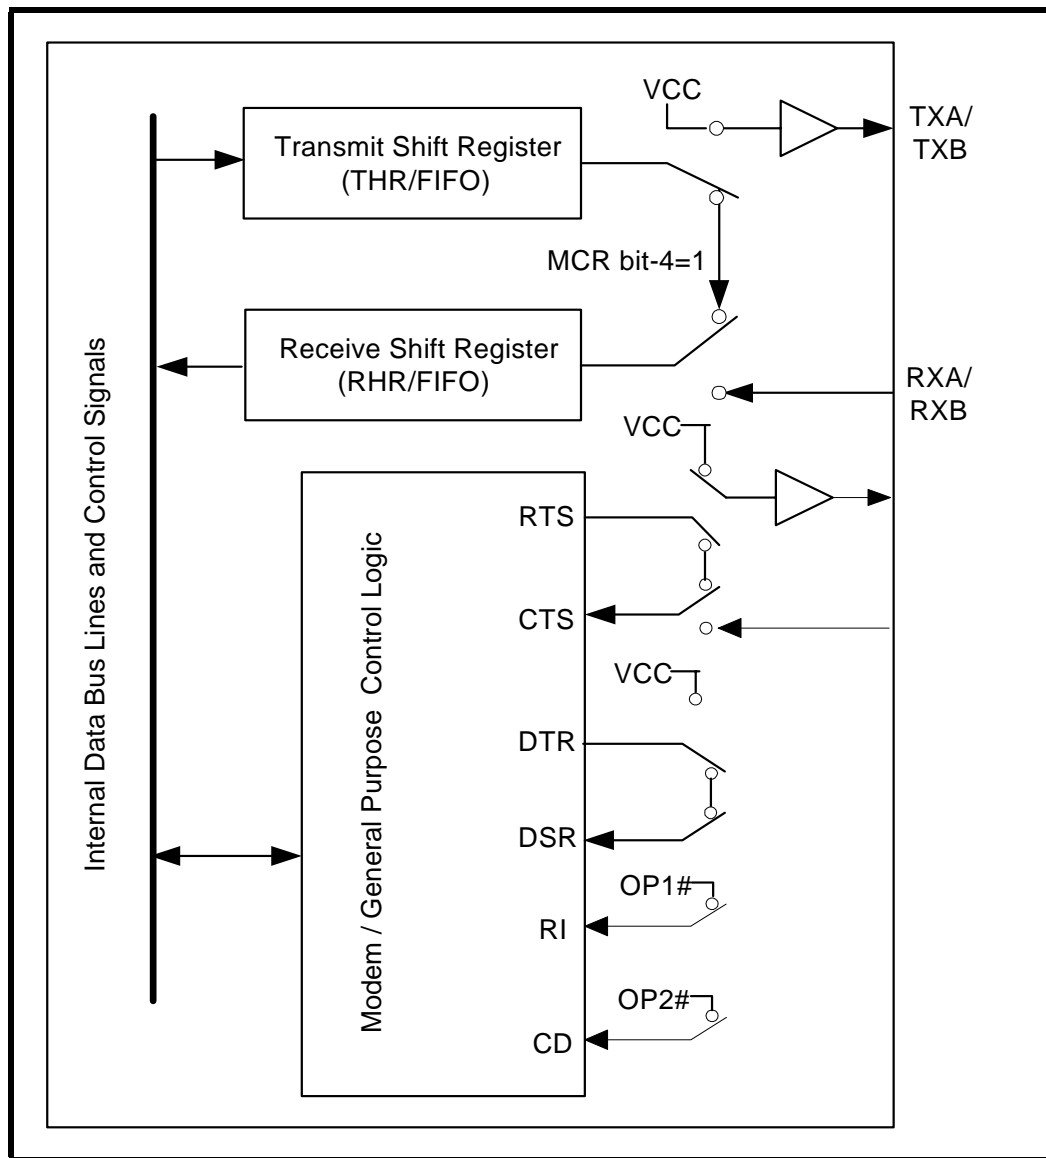 VCC
TXA/
TXB
Transmit Shift Register
(THR/FIFO)
MCR bit-4=1
Receive Shift Register
(RHR/FIFO)
RXA/
RXB
VCC
Internal Data Bus Lines and Control Signals
Modem / General Purpose Control Logic
RTS
CTS
VCC
DTR
DSR
OP1#
RI
OP2#
CD